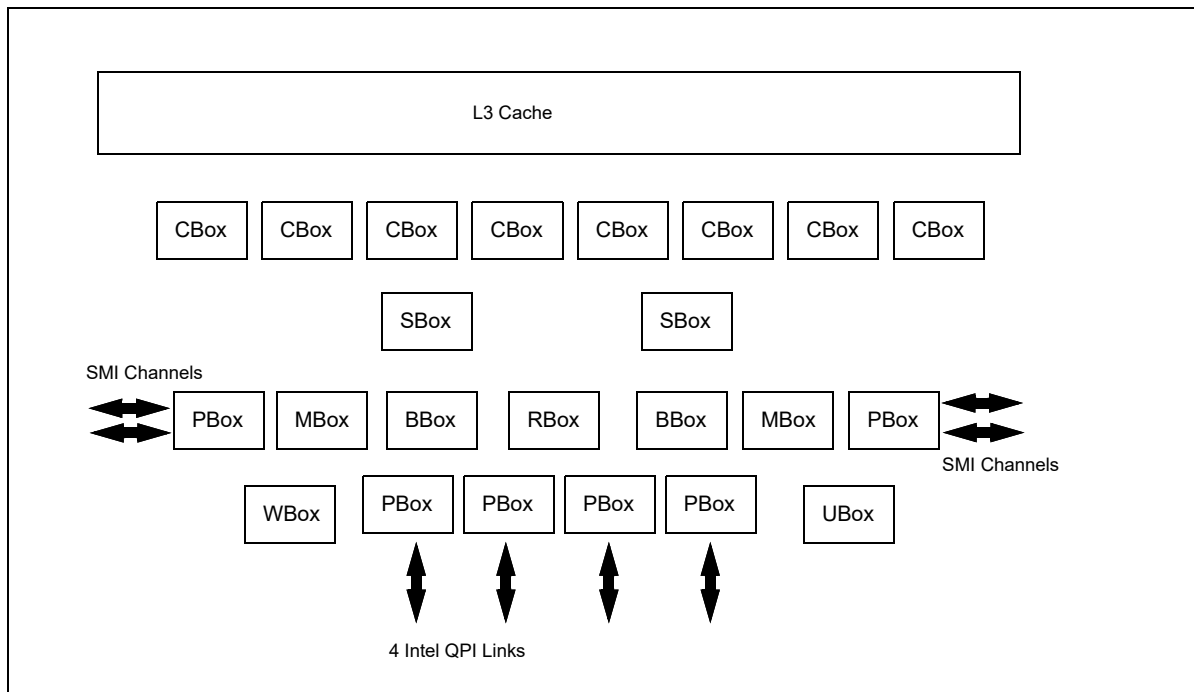 L3 Cache
CBox CBox CBox CBox CBox CBox CBox CBox
SBox SBox
SMI Channels
PBox MBox BBox RBox BBox MBox PBox
SMI Channels
WBox PBox PBox PBox PBox UBox
4 Intel QPI Links